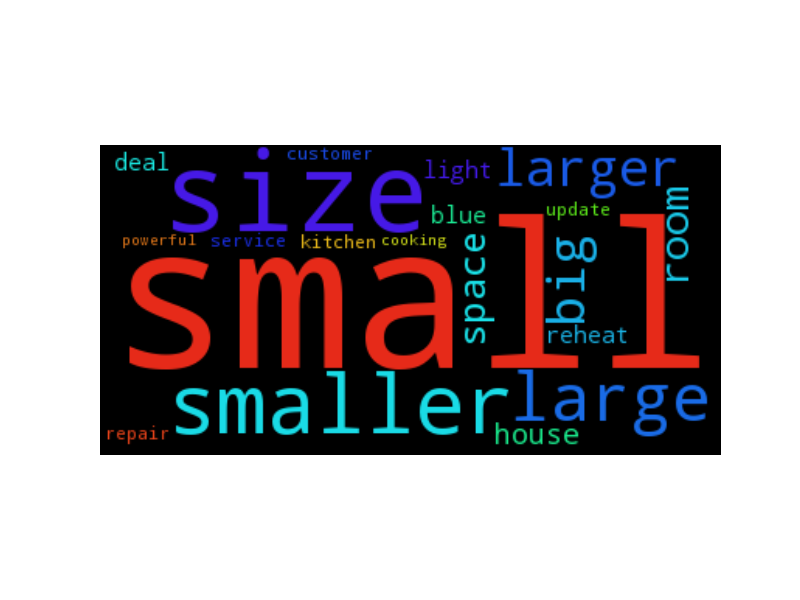 deal
customer
size
light
larger
blue
update
room
powerful
service
kitchen
cooking
space
big
small
reheat
smaller
large
repair
house